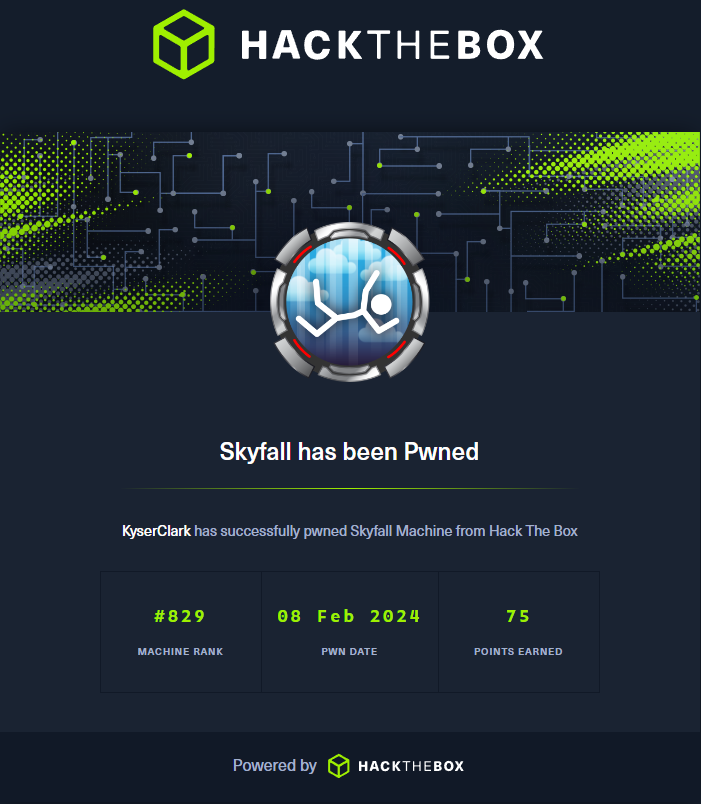 HACKTHEBOX
Skyfall has been Pwned
KyserClark has successfully pwned Skyfall Machine from Hack The Box
#829
MACHINE RANK
08 Feb 2024
PWN DATE
75
POINTS EARNED
Powered by HACKTHEBOX